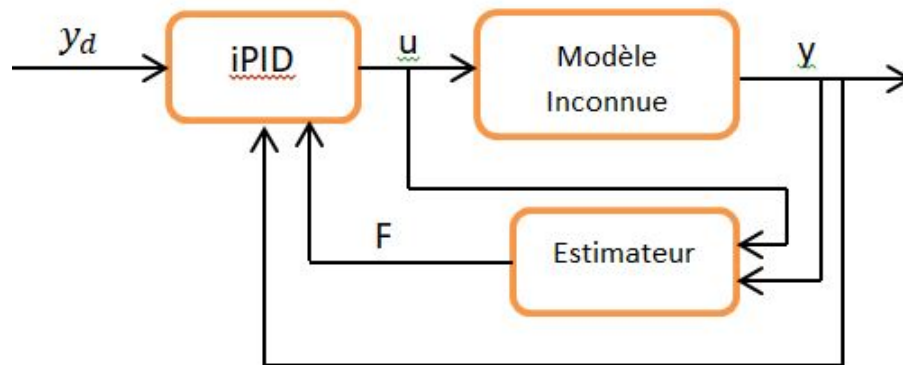 y_d
iPID
u
Modèle
Inconnue
y
F
Estimateur